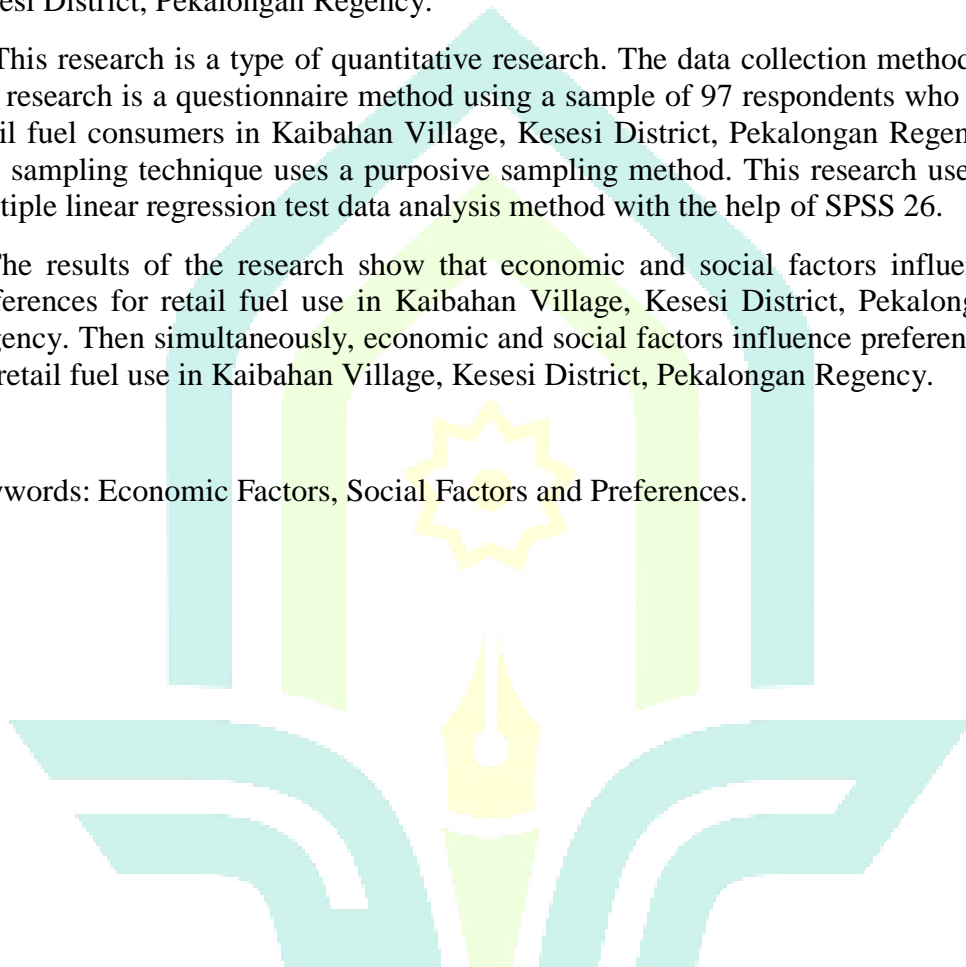 esi District, Pekalongan Regency.
This research is a type of quantitative research. The data collection method
research is a questionnaire method using a sample of 97 respondents who
il fuel consumers in Kaibahan Village, Kesesi District, Pekalongan Regen
sampling technique uses a purposive sampling method. This research use
tiple linear regression test data analysis method with the help of SPSS 26.
he results of the research show that economic and social factors influe
ferences for retail fuel use in Kaibahan Village, Kesesi District, Pekalong
gency. Then simultaneously, economic and social factors influence preferen
retail fuel use in Kaibahan Village, Kesesi District, Pekalongan Regency.
ywords: Economic Factors, Social Factors and Preferences.